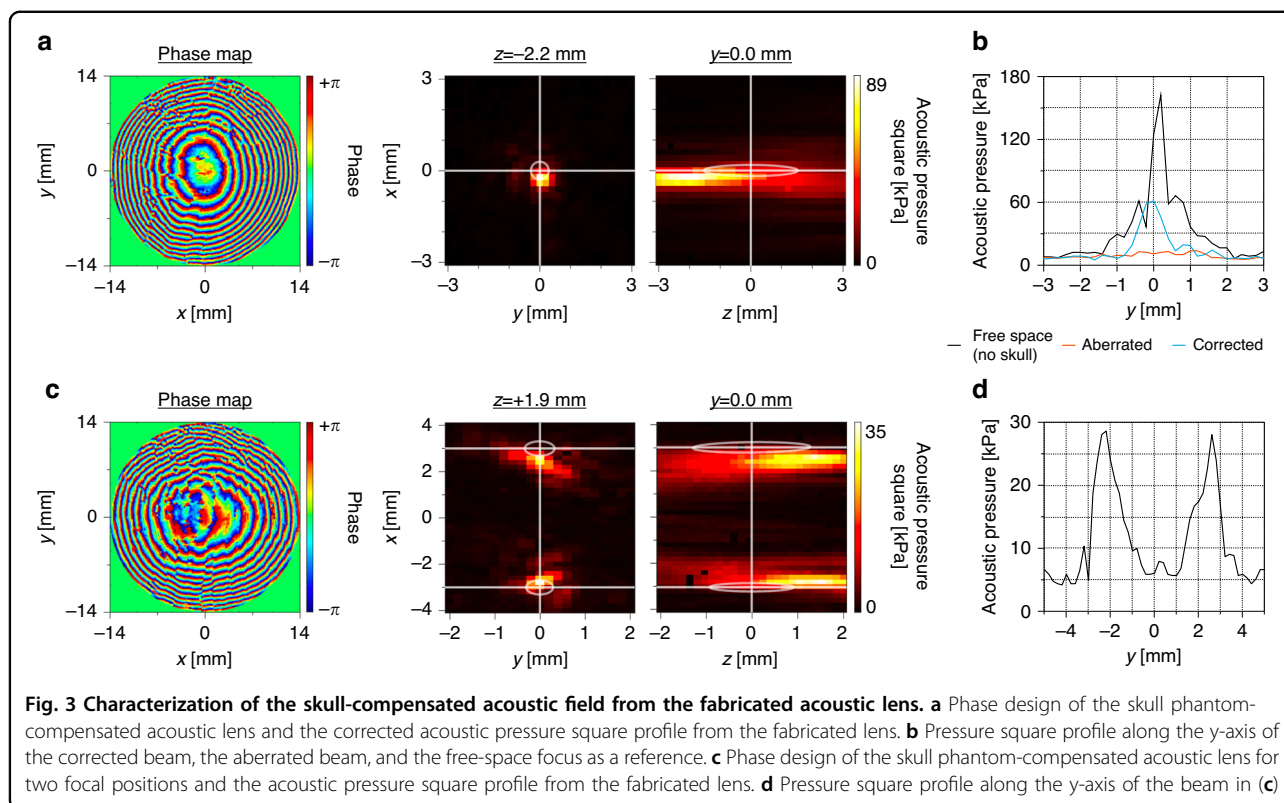 a
Phase map
14
0
−14
y [mm]
−14
0
14
x [mm]
+π
−π
Phase
z=−2.2 mm
3
0
−3
x [mm]
−3
0
3
y [mm]
y=0.0 mm
−3
0
3
z [mm]
89
0
Acoustic pressure
square [kPa]
b
180
120
60
0
Acoustic pressure [kPa]
−3
−2
−1
0
1
2
3
y [mm]
Free space
(no skull)
Aberrated
Corrected
c
Phase map
14
0
−14
y [mm]
−14
0
14
x [mm]
+π
−π
Phase
z=+1.9 mm
4
2
0
−2
−4
x [mm]
−2
−1
0
1
2
y [mm]
y=0.0 mm
−2
−1
0
1
2
z [mm]
35
0
Acoustic pressure
square [kPa]
d
30
20
10
0
Acoustic pressure [kPa]
−4
−2
0
2
4
y [mm]
Fig. 3 Characterization of the skull-compensated acoustic field from the fabricated acoustic lens. a Phase design of the skull phantom-
compensated acoustic lens and the corrected acoustic pressure square profile from the fabricated lens. b Pressure square profile along the y-axis of
the corrected beam, the aberrated beam, and the free-space focus as a reference. c Phase design of the skull phantom-compensated acoustic lens for
two focal positions and the acoustic pressure square profile from the fabricated lens. d Pressure square profile along the y-axis of the beam in (c)